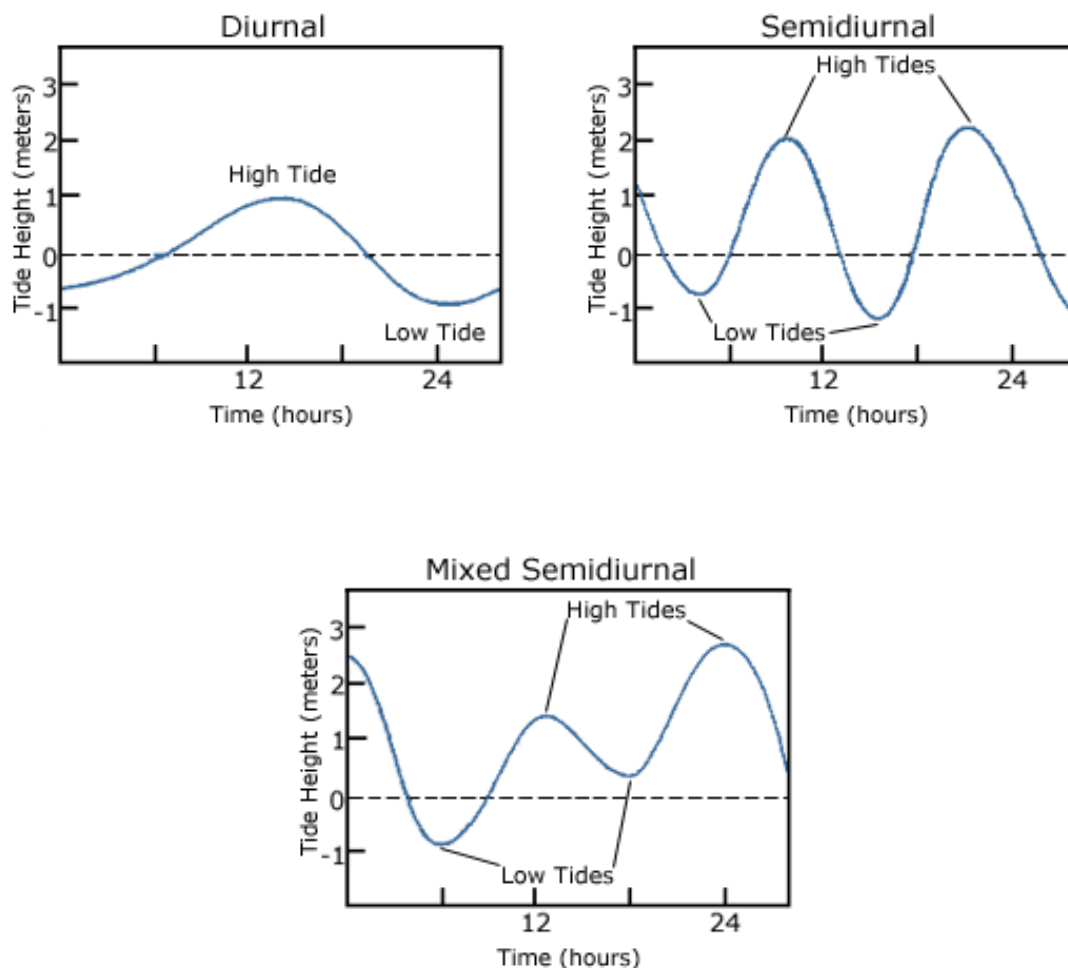 Diurnal
Tide Height (meters)
3
2
1
0
-1
High Tide
Low Tide
12
24
Time (hours)
Semidiurnal
Tide Height (meters)
3
2
1
0
-1
High Tides
Low Tides
12
24
Time (hours)
Mixed Semidiurnal
Tide Height (meters)
3
2
1
0
-1
High Tides
Low Tides
12
24
Time (hours)